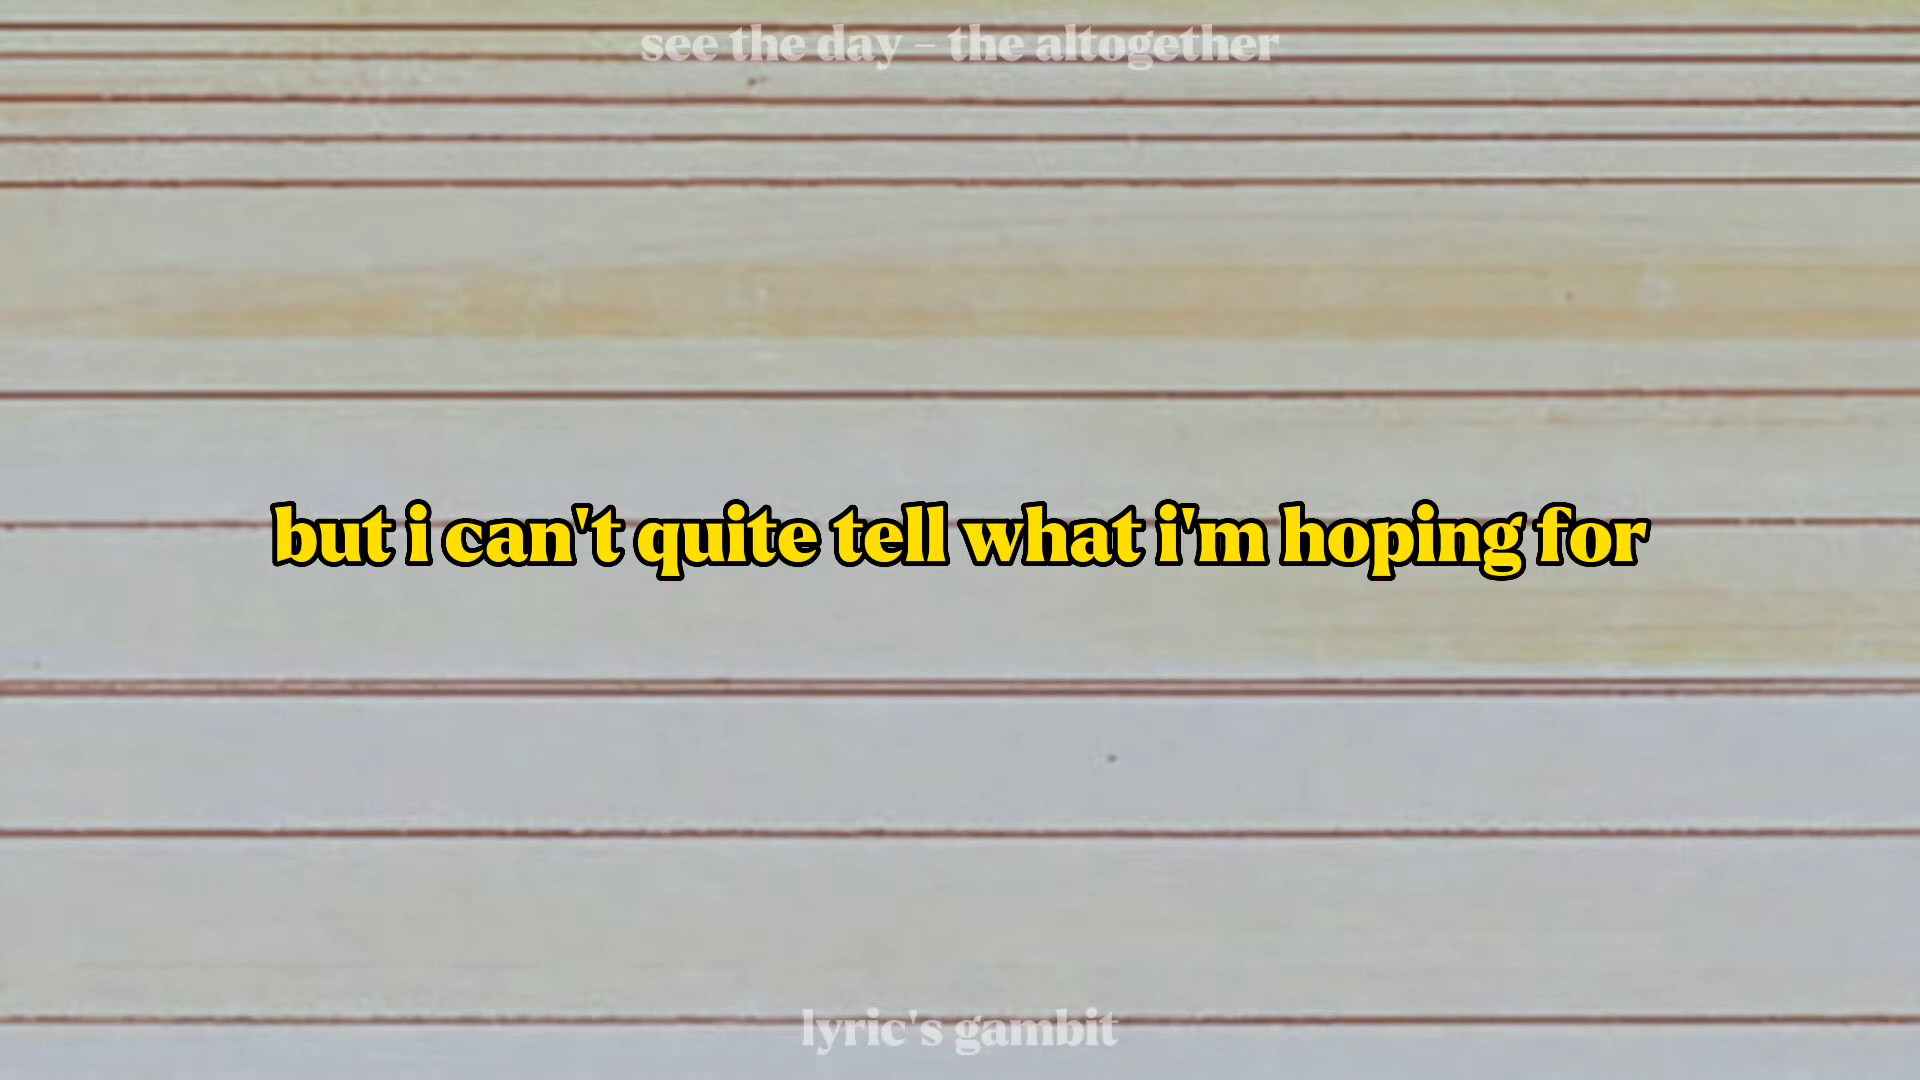 see the day – the altogether
but i can't quite tell what i'm hoping for
lyric's gambit